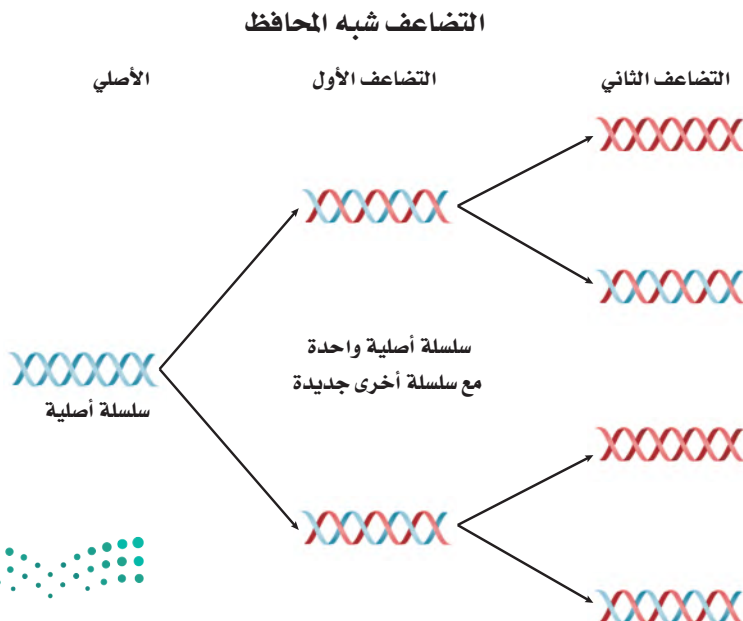 التضاعف شبه المحافظ
الأصلي
التضاعف الأول
التضاعف الثاني
سلسلة أصلية واحدة
مع سلسلة أخرى جديدة
سلسلة أصلية